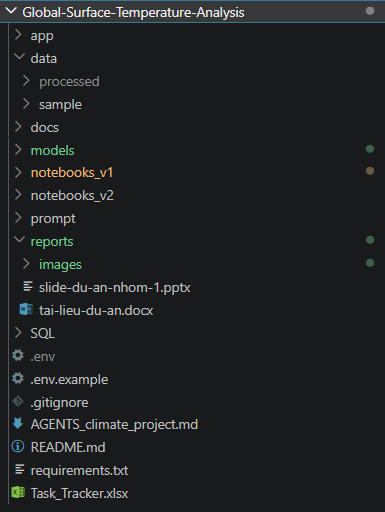 Global-Surface-Temperature-Analysis
app
data
processed
sample
docs
models
notebooks_v1
notebooks_v2
prompt
reports
images
slide-du-an-nhom-1.pptx
tai-lieu-du-an.docx
SQL
.env
.env.example
.gitignore
AGENTS_climate_project.md
README.md
requirements.txt
Task_Tracker.xlsx